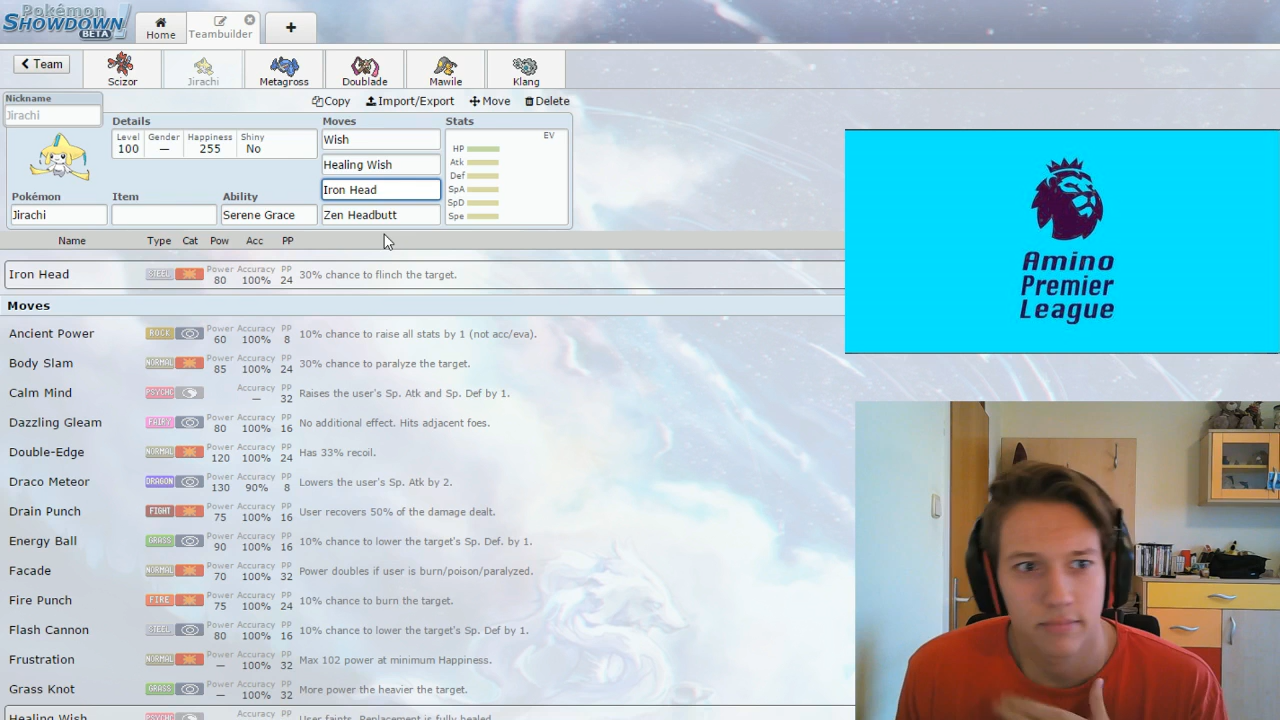 Pokémon
SHOWDOWN!
BETA
Home
Teambuilder
+
< Team
Scizor
Jirachi
Metagross
Doublade
Mawile
Klang
Nickname
Jirachi
Copy
Import/Export
Move
Delete
Details
Level
100
Gender
—
Happiness
255
Shiny
No
Pokémon
Jirachi
Item
Ability
Serene Grace
Moves
Wish
Healing Wish
Iron Head
Zen Headbutt
Stats
EV
HP
Atk
Def
SpA
SpD
Spe
Name Type Cat Pow Acc PP
Iron Head STEEL Power 80 Accuracy 100% PP 24 30% chance to flinch the target.
Moves
Ancient Power ROCK Power 60 Accuracy 100% PP 8 10% chance to raise all stats by 1 (not acc/eva).
Body Slam NORMAL Power 85 Accuracy 100% PP 24 30% chance to paralyze the target.
Calm Mind PSYCHC Accuracy — PP 32 Raises the user's Sp. Atk and Sp. Def by 1.
Dazzling Gleam FAIRY Power 80 Accuracy 100% PP 16 No additional effect. Hits adjacent foes.
Double-Edge NORMAL Power 120 Accuracy 100% PP 24 Has 33% recoil.
Draco Meteor DRAGON Power 130 Accuracy 90% PP 8 Lowers the user's Sp. Atk by 2.
Drain Punch FIGHT Power 75 Accuracy 100% PP 16 User recovers 50% of the damage dealt.
Energy Ball GRASS Power 90 Accuracy 100% PP 16 10% chance to lower the target's Sp. Def. by 1.
Facade NORMAL Power 70 Accuracy 100% PP 32 Power doubles if user is burn/poison/paralyzed.
Fire Punch FIRE Power 75 Accuracy 100% PP 24 10% chance to burn the target.
Flash Cannon STEEL Power 80 Accuracy 100% PP 16 10% chance to lower the target's Sp. Def by 1.
Frustration NORMAL Power — Accuracy 100% PP 32 Max 102 power at minimum Happiness.
Grass Knot GRASS Power — Accuracy 100% PP 32 More power the heavier the target.
Healing Wish PSYCHC Accuracy PP User faints. Replacement is fully healed.
Amino
Premier
League